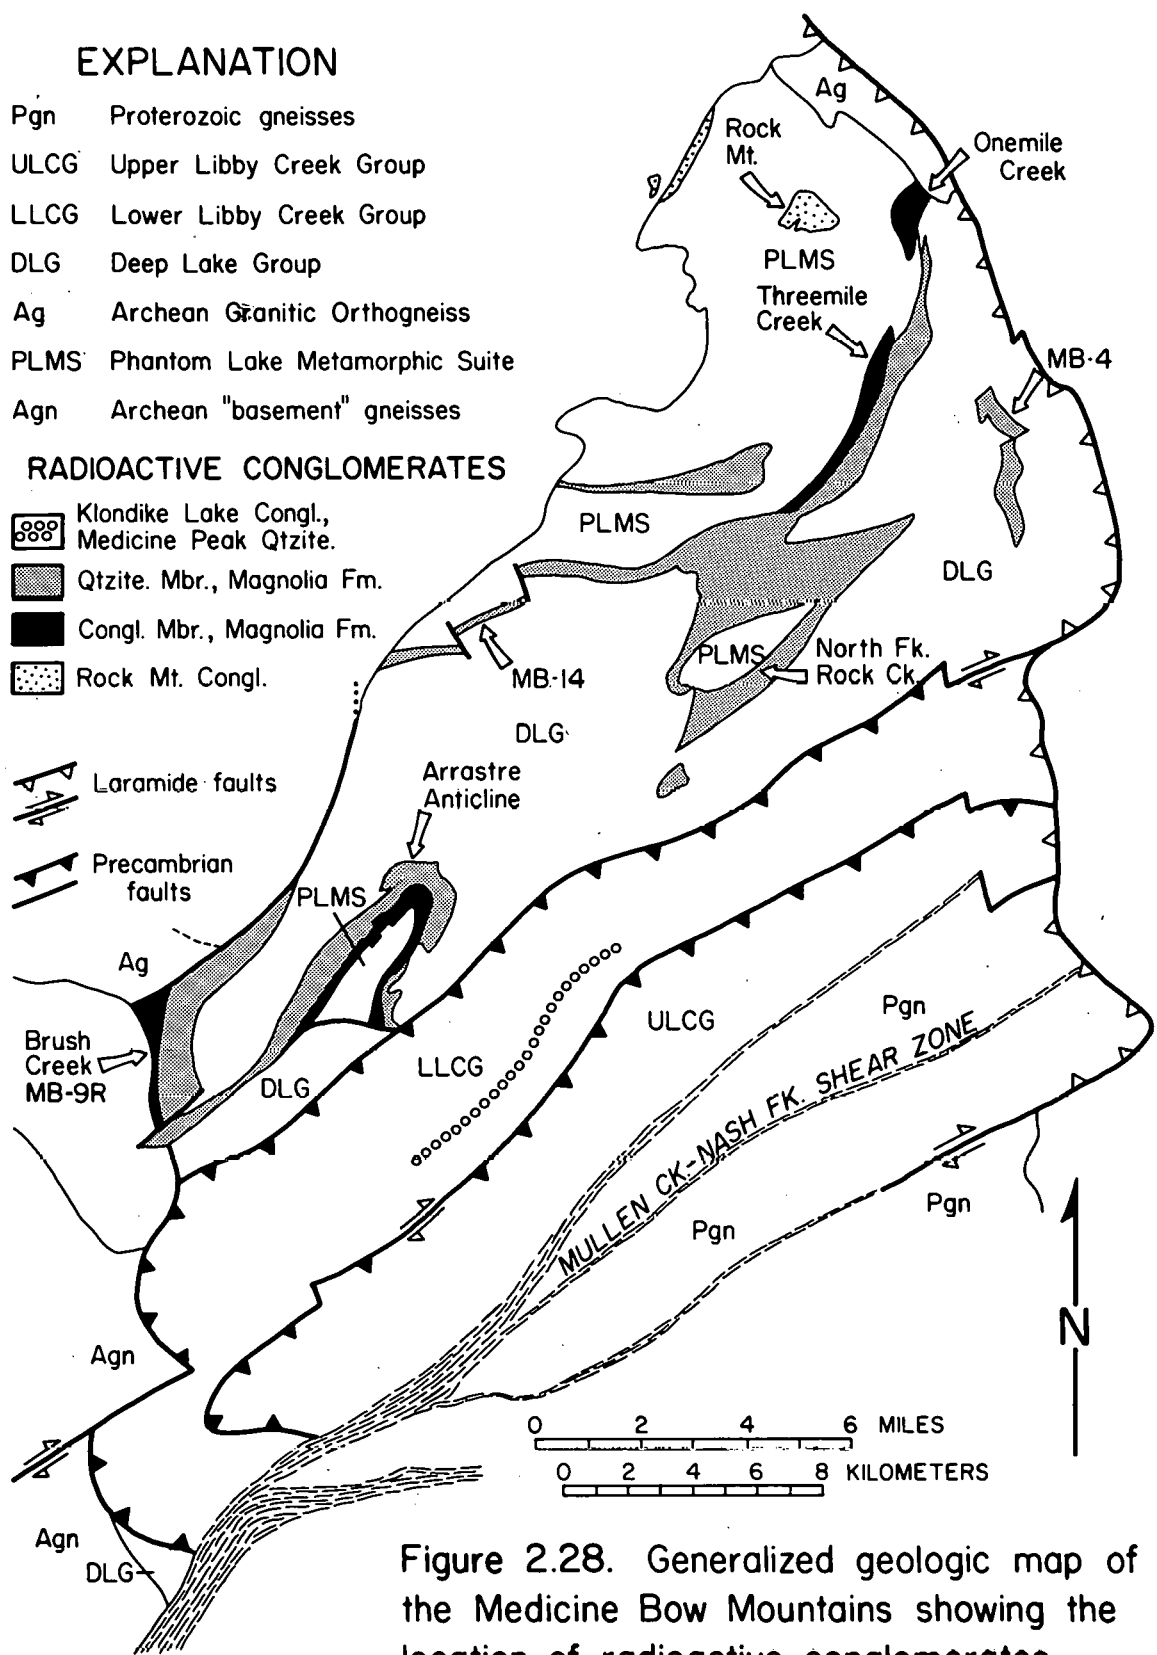 EXPLANATION
Pgn Proterozoic gneisses
ULCG Upper Libby Creek Group
LLCG Lower Libby Creek Group
DLG Deep Lake Group
Ag Archean Granitic Orthogneiss
PLMS Phantom Lake Metamorphic Suite
Agn Archean "basement" gneisses
RADIOACTIVE CONGLOMERATES
Klondike Lake Congl.,
Medicine Peak Qtzite.
Qtzite. Mbr., Magnolia Fm.
Congl. Mbr., Magnolia Fm.
Rock Mt. Congl.
Laramide faults
Precambrian
faults
Ag
Rock
Mt.
Onemile
Creek
PLMS
Threemile
Creek
MB-4
PLMS
DLG
PLMS
North Fk.
Rock Ck.
MB-14
DLG
Arrastre
Anticline
PLMS
Ag
Brush
Creek
MB-9R
DLG
LLCG
ULCG
Pgn
MULLEN CK.-NASH FK. SHEAR ZONE
Pgn
Pgn
Agn
Agn
DLG
N
0 2 4 6 MILES
0 2 4 6 8 KILOMETERS
Figure 2.28. Generalized geologic map of
the Medicine Bow Mountains showing the
location of radioactive conglomerates